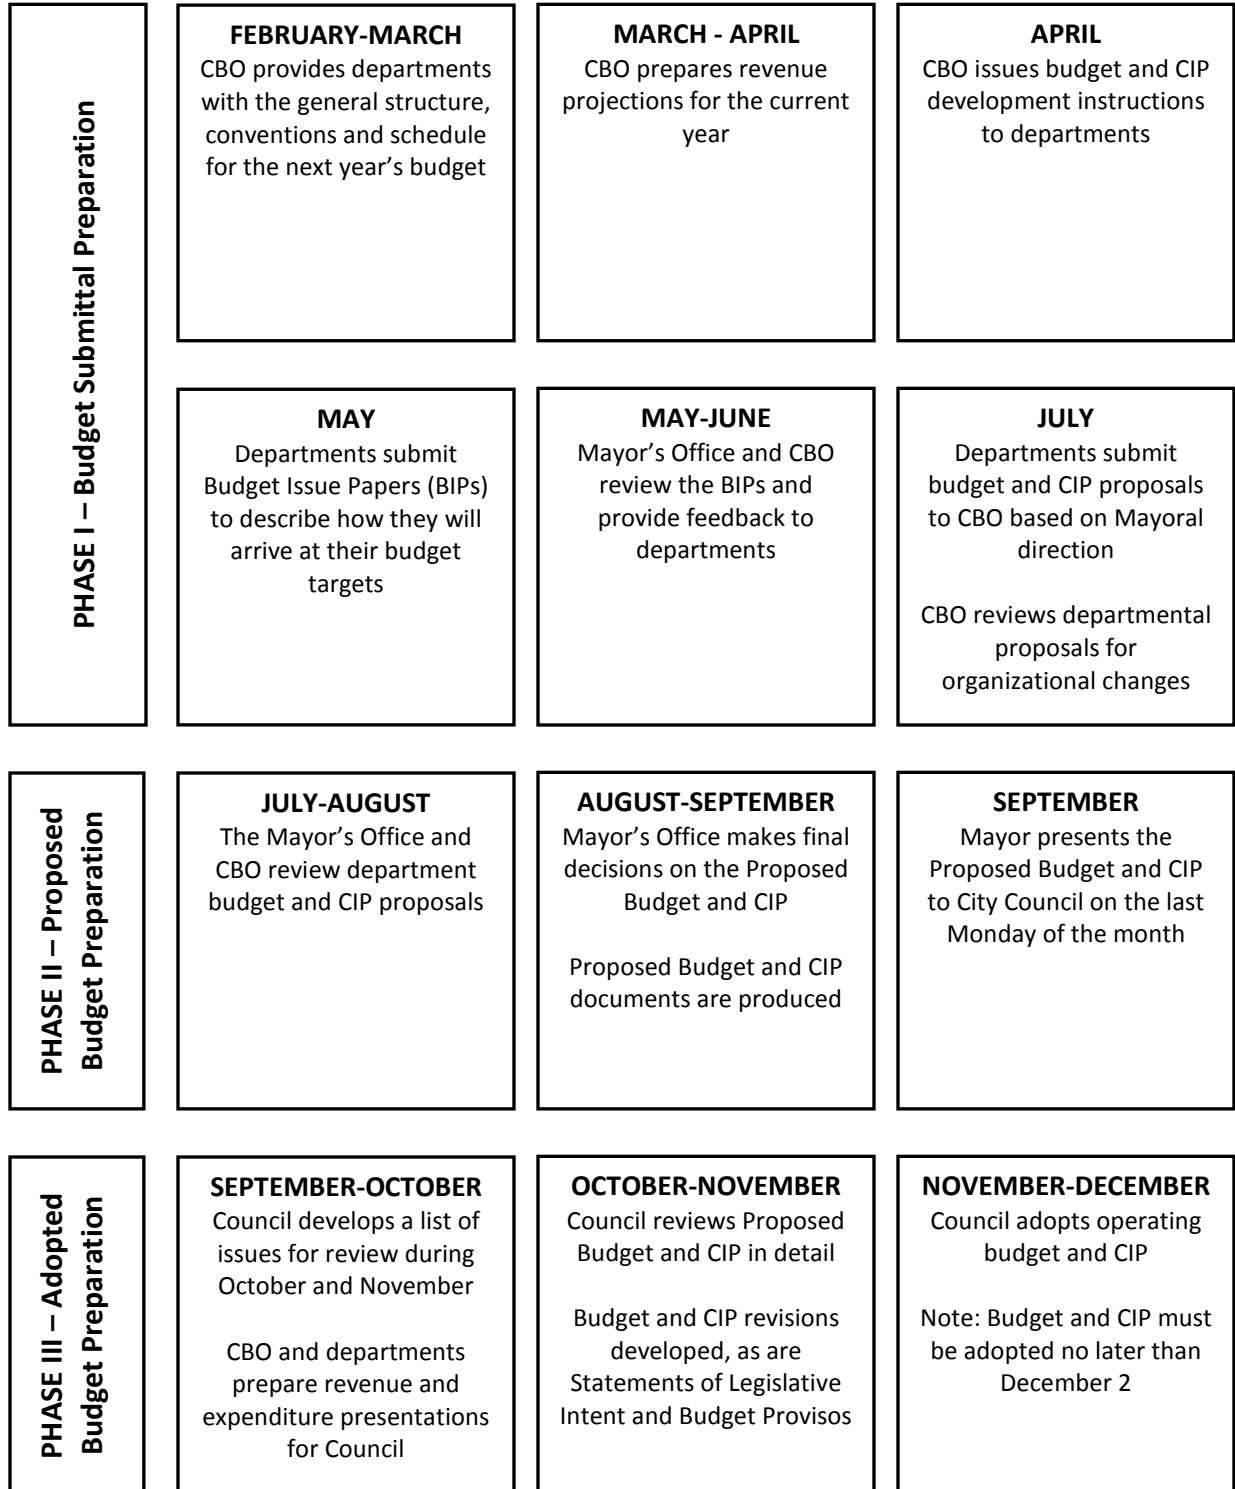 PHASE I – Budget Submittal Preparation
FEBRUARY-MARCH
CBO provides departments
with the general structure,
conventions and schedule
for the next year’s budget
MARCH - APRIL
CBO prepares revenue
projections for the current
year
APRIL
CBO issues budget and CIP
development instructions
to departments
MAY
Departments submit
Budget Issue Papers (BIPs)
to describe how they will
arrive at their budget
targets
MAY-JUNE
Mayor’s Office and CBO
review the BIPs and
provide feedback to
departments
JULY
Departments submit
budget and CIP proposals
to CBO based on Mayoral
direction
CBO reviews departmental
proposals for
organizational changes
PHASE II – Proposed
Budget Preparation
JULY-AUGUST
The Mayor’s Office and
CBO review department
budget and CIP proposals
AUGUST-SEPTEMBER
Mayor’s Office makes final
decisions on the Proposed
Budget and CIP
Proposed Budget and CIP
documents are produced
SEPTEMBER
Mayor presents the
Proposed Budget and CIP
to City Council on the last
Monday of the month
PHASE III – Adopted
Budget Preparation
SEPTEMBER-OCTOBER
Council develops a list of
issues for review during
October and November
CBO and departments
prepare revenue and
expenditure presentations
for Council
OCTOBER-NOVEMBER
Council reviews Proposed
Budget and CIP in detail
Budget and CIP revisions
developed, as are
Statements of Legislative
Intent and Budget Provisos
NOVEMBER-DECEMBER
Council adopts operating
budget and CIP
Note: Budget and CIP must
be adopted no later than
December 2